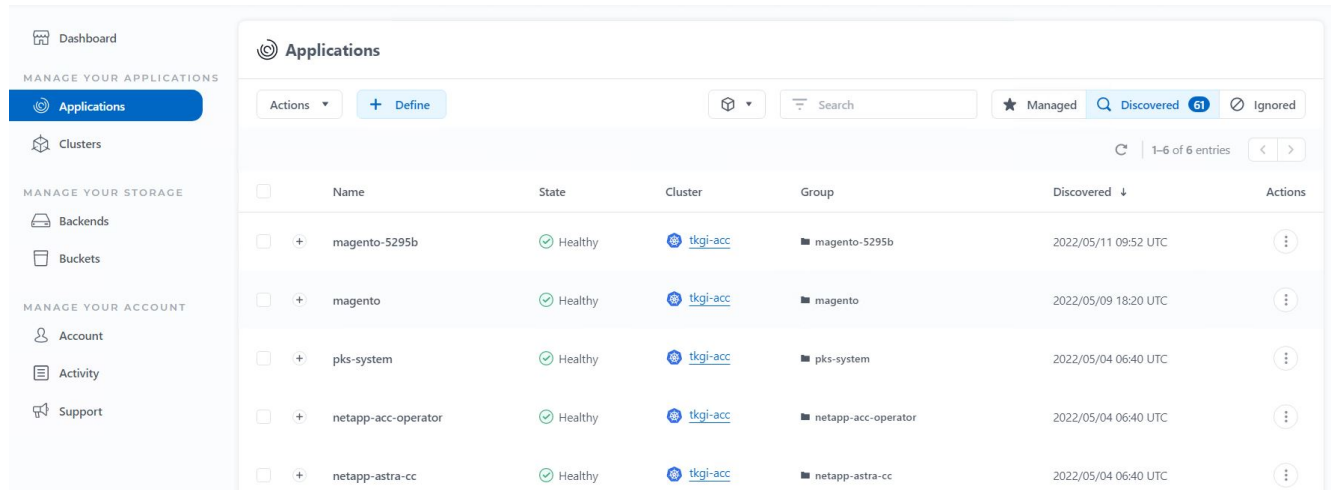 Dashboard
MANAGE YOUR APPLICATIONS
Applications
Clusters
MANAGE YOUR STORAGE
Backends
Buckets
MANAGE YOUR ACCOUNT
Account
Activity
Support
Applications
Actions + Define Search Managed Discovered 61 Ignored
1–6 of 6 entries < >
Name State Cluster Group Discovered ↓ Actions
+ magento-5295b Healthy tkgi-acc magento-5295b 2022/05/11 09:52 UTC
+ magento Healthy tkgi-acc magento 2022/05/09 18:20 UTC
+ pks-system Healthy tkgi-acc pks-system 2022/05/04 06:40 UTC
+ netapp-acc-operator Healthy tkgi-acc netapp-acc-operator 2022/05/04 06:40 UTC
+ netapp-astra-cc Healthy tkgi-acc netapp-astra-cc 2022/05/04 06:40 UTC